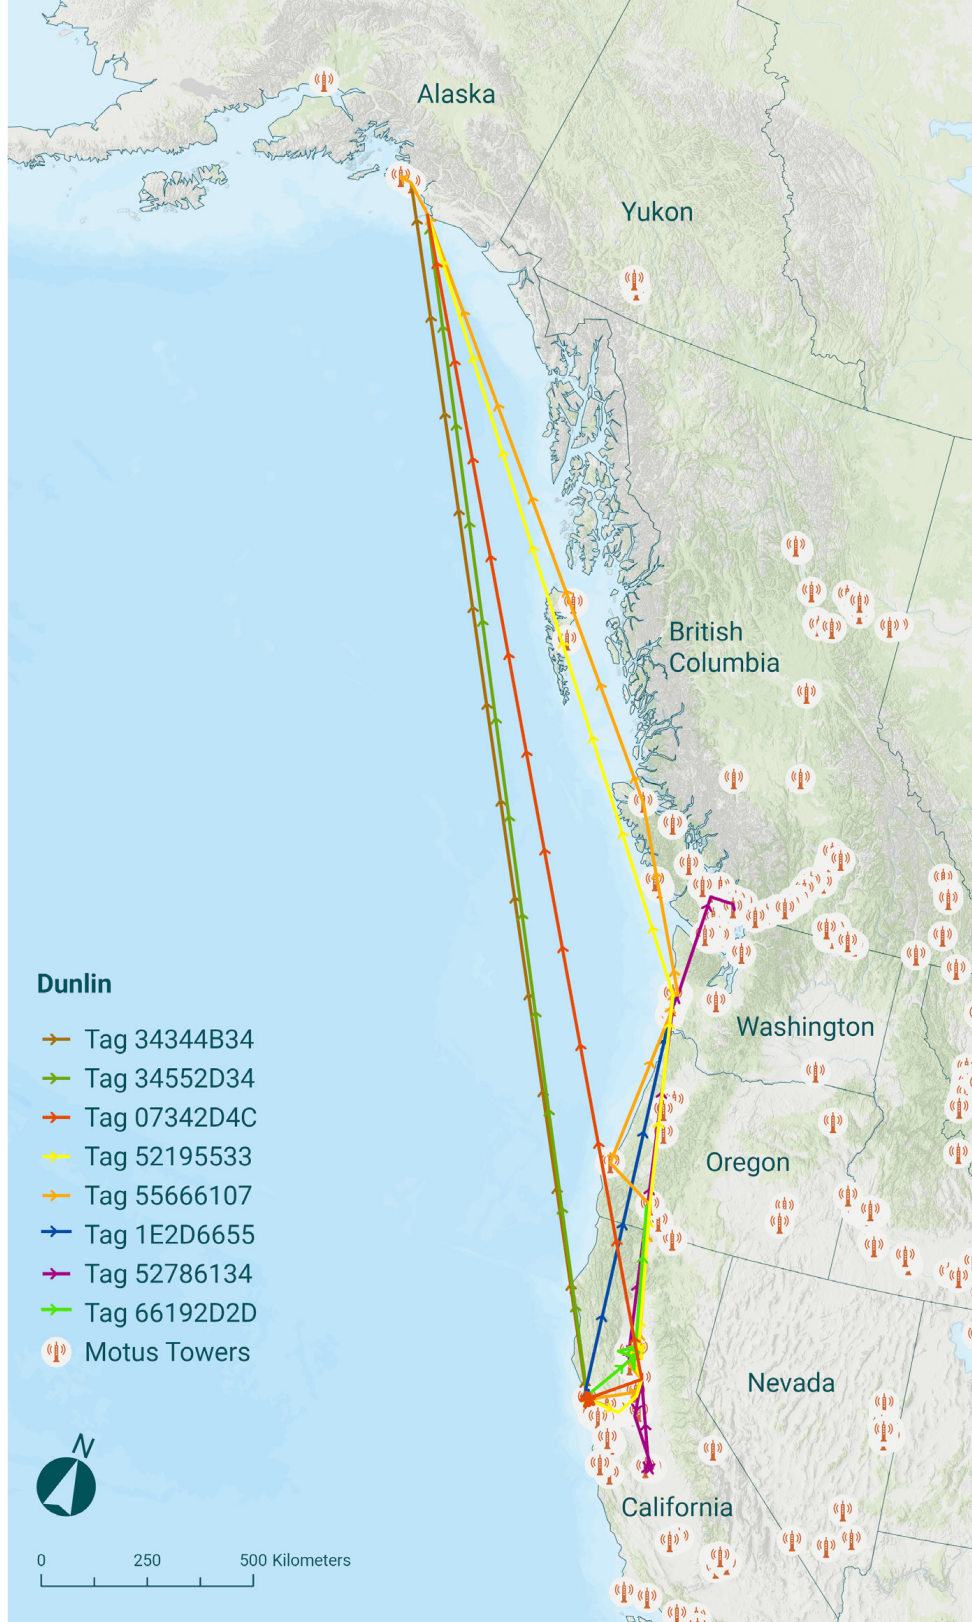 Alaska
Yukon
British
Columbia
Washington
Oregon
Nevada
California
Dunlin
Tag 34344B34
Tag 34552D34
Tag 07342D4C
Tag 52195533
Tag 55666107
Tag 1E2D6655
Tag 52786134
Tag 66192D2D
Motus Towers
N
0 250 500 Kilometers